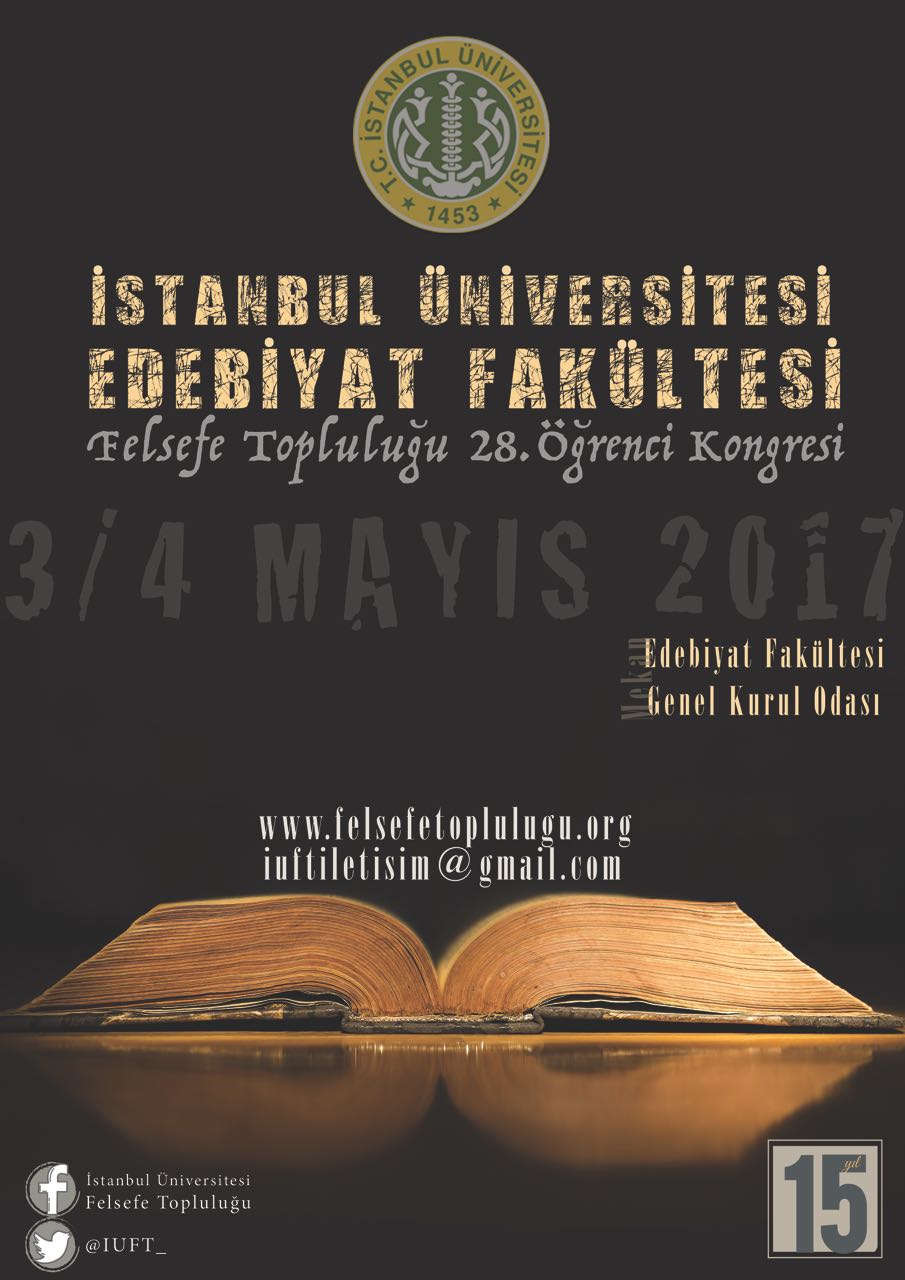 T.C. İSTANBUL ÜNİVERSİTESİ
1453
İSTANBUL ÜNİVERSİTESİ
EDEBİYAT FAKÜLTESİ
Felsefe Topluluğu 28. Öğrenci Kongresi
3/4 MAYIS 2017
Mekan
Edebiyat Fakültesi
Genel Kurul Odası
www.felsefetoplulugu.org
iuftiletisim@gmail.com
İstanbul Üniversitesi
Felsefe Topluluğu
@IUFT_
15 yıl